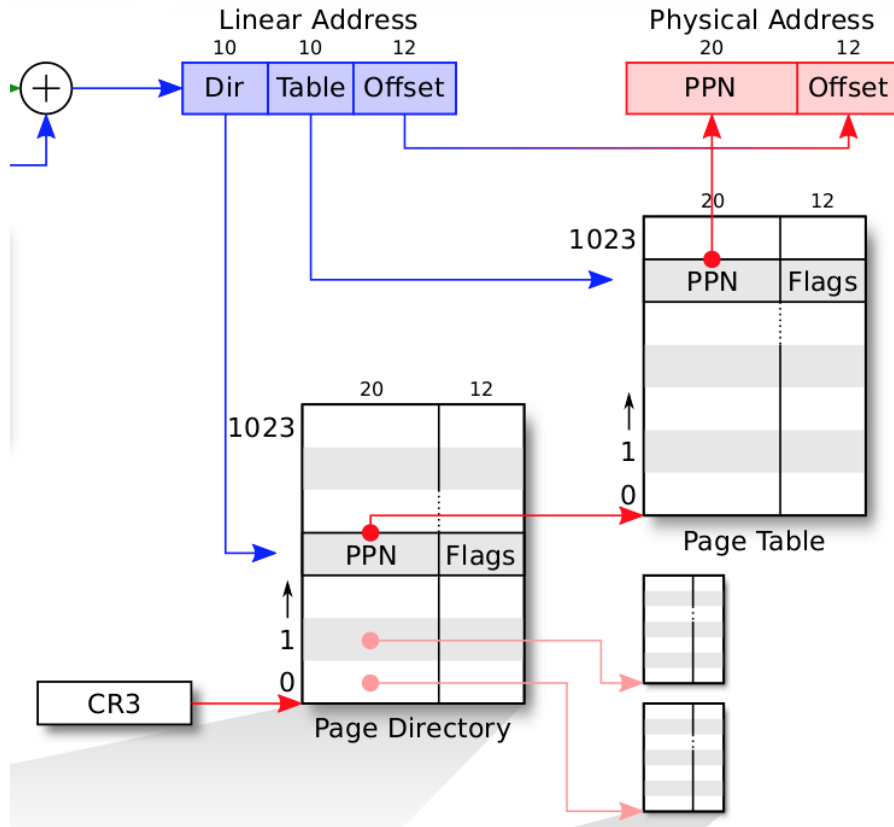 Linear Address
Physical Address
10 10 12
20 12
Dir Table Offset
PPN Offset
20 12
1023
PPN Flags
1
0
Page Table
20 12
1023
PPN Flags
1
0
CR3
Page Directory